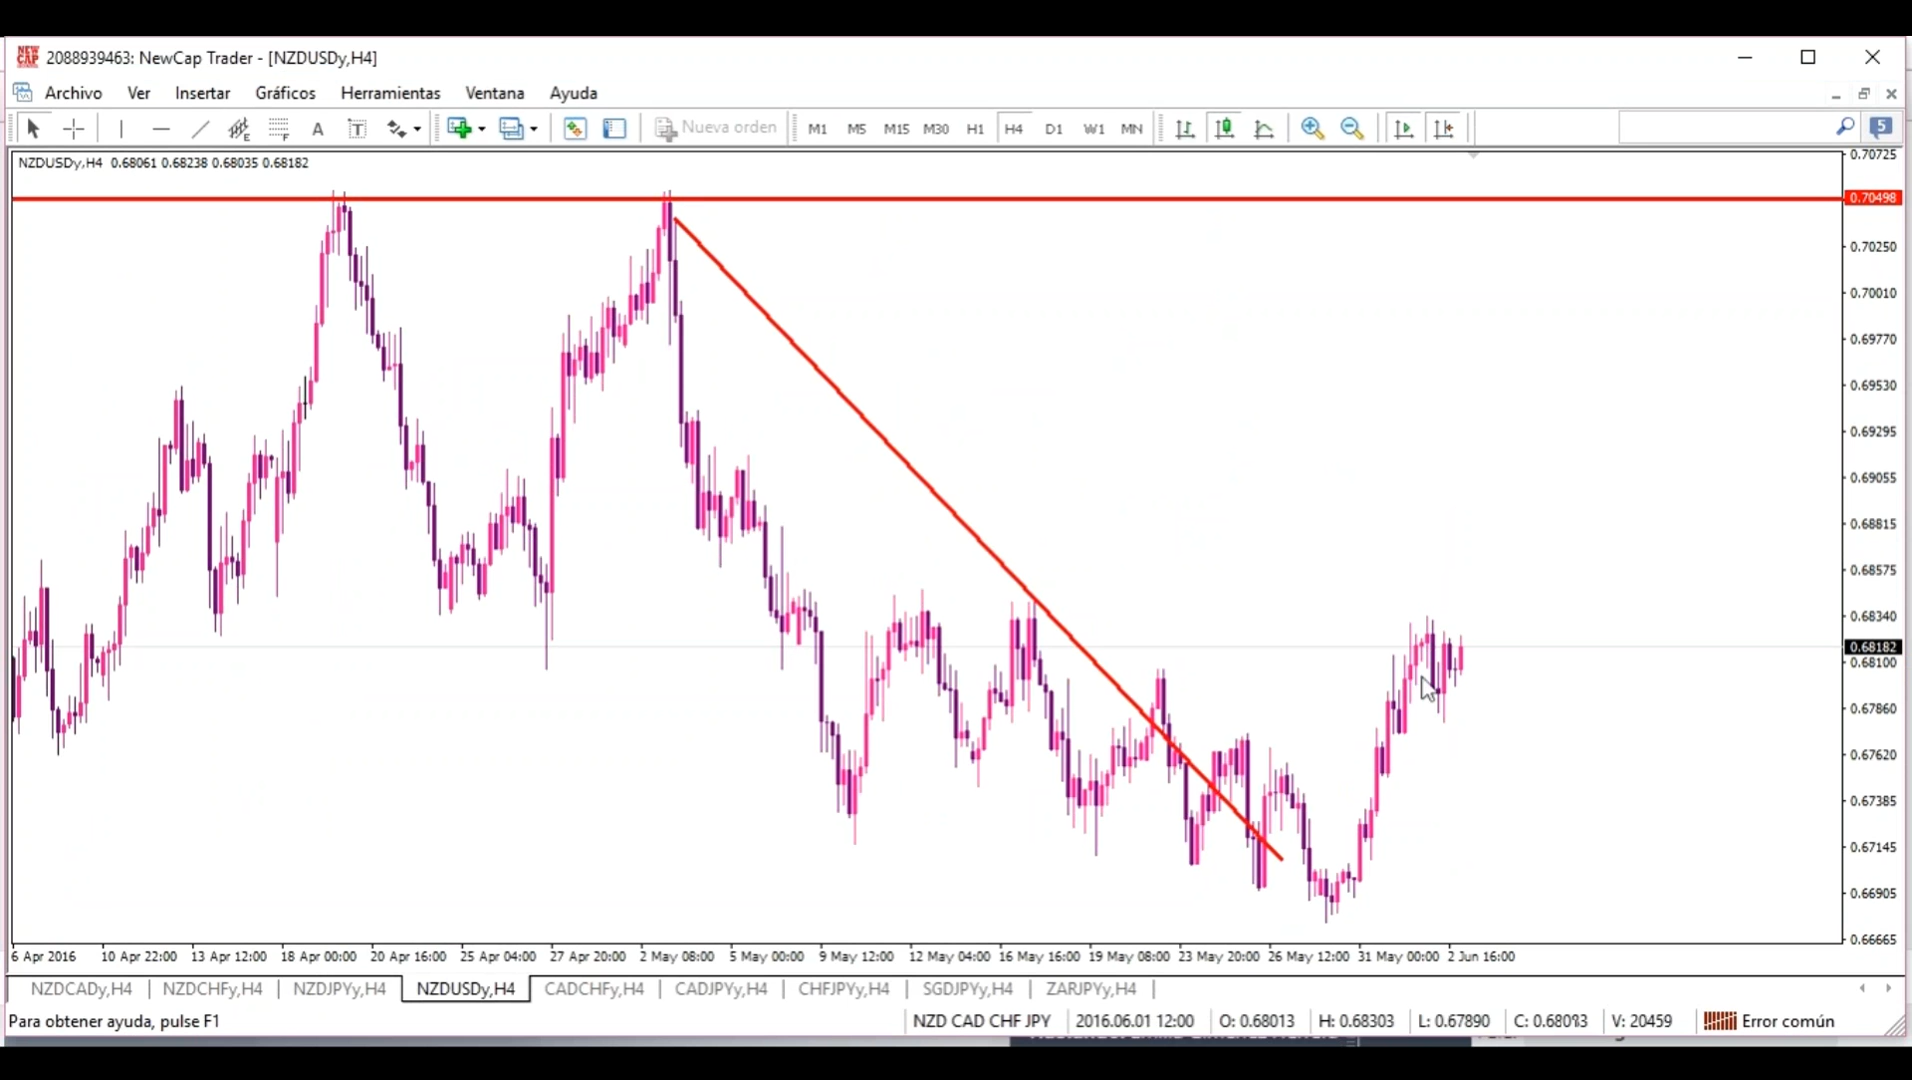 NEW CAP 2088939463: NewCap Trader - [NZDUSDy,H4]
Archivo Ver Insertar Gráficos Herramientas Ventana Ayuda
E F A T Nueva orden M1 M5 M15 M30 H1 H4 D1 W1 MN 5
NZDUSDy,H4 0.68061 0.68238 0.68035 0.68182
0.70725
0.70498
0.70250
0.70010
0.69770
0.69530
0.69295
0.69055
0.68815
0.68575
0.68340
0.68182
0.68100
0.67860
0.67620
0.67385
0.67145
0.66905
0.66665
6 Apr 2016 10 Apr 22:00 13 Apr 12:00 18 Apr 00:00 20 Apr 16:00 25 Apr 04:00 27 Apr 20:00 2 May 08:00 5 May 00:00 9 May 12:00 12 May 04:00 16 May 16:00 19 May 08:00 23 May 20:00 26 May 12:00 31 May 00:00 2 Jun 16:00
NZDCADy,H4 NZDCHFy,H4 NZDJPYy,H4 NZDUSDy,H4 CADCHFy,H4 CADJPYy,H4 CHFJPYy,H4 SGDJPYy,H4 ZARJPYy,H4
Para obtener ayuda, pulse F1 NZD CAD CHF JPY 2016.06.01 12:00 O: 0.68013 H: 0.68303 L: 0.67890 C: 0.68093 V: 20459 Error común